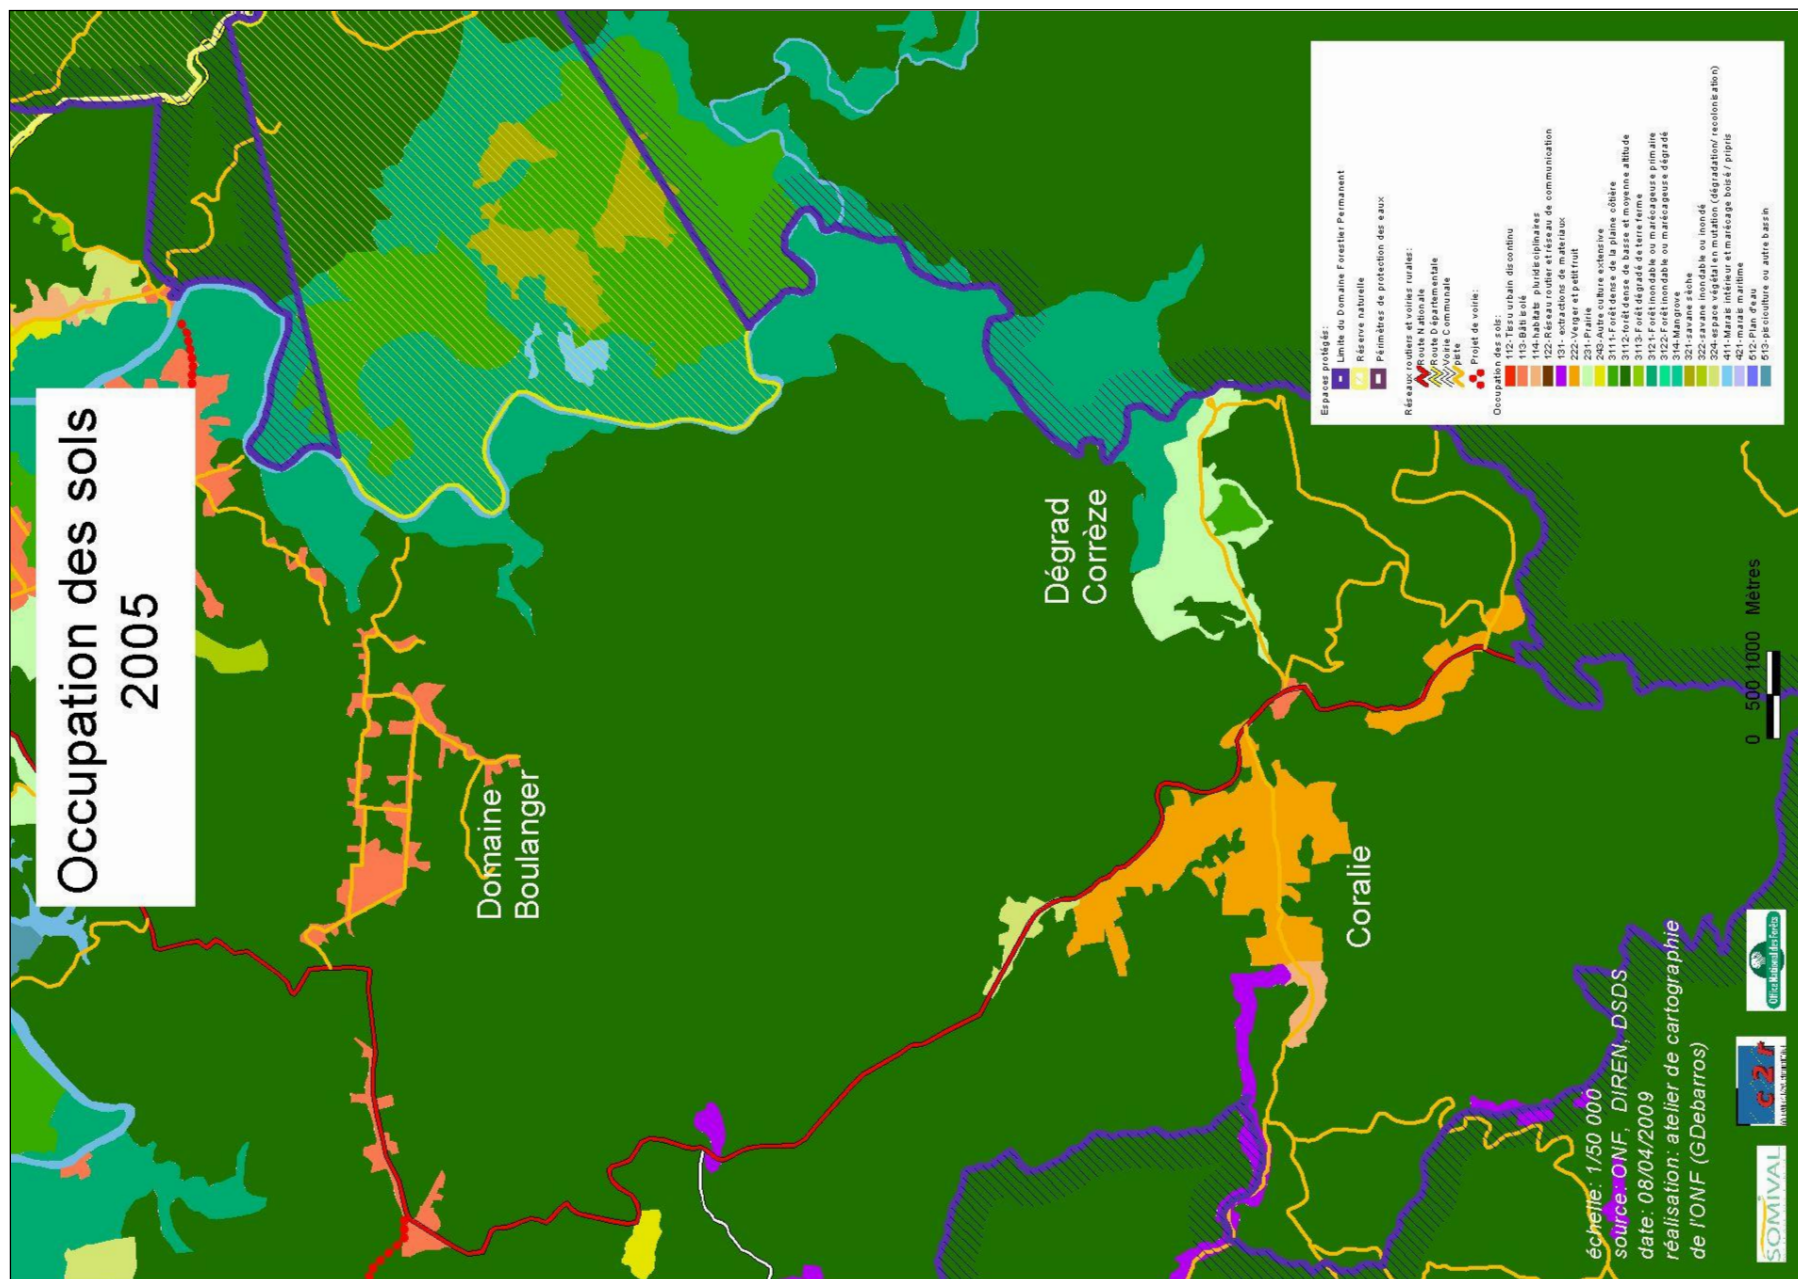 Occupation des sols
2005
Domaine
Boulanger
Dégrad
Corrèze
Coralie
Espaces protégés:
Limite du Domaine Forestier Permanent
Réserve naturelle
Périmètres de protection des eaux
Réseaux routiers et voiries rurales:
Route Nationale
Route Départementale
Voirie Communale
piste
Projet de voirie:
Occupation des sols:
112-Tissu urbain discontinu
113-Bâti isolé
114-habitats pluridisciplinaires
122-Réseau routier et réseau de communication
131- extractions de materiaux
222-Verger et petit fruit
231-Prairie
243-Autre culture extensive
3111-Forêt dense de la plaine côtière
3112-forêt dense de basse et moyenne altitude
3113-Forêt dégradé de terre ferme
3121-Forêt inondable ou marécageuse primaire
3122-Forêt inondable ou marécageuse dégradé
314-Mangrove
321-savane sèche
322-savane inondable ou inondé
324-espace végétal en mutation (dégradation/ recolonisation)
411-Marais intérieur et marécage boisé / pripris
421-marais maritime
512-Plan d'eau
513-pisciculture ou autre bassin
0 500 1000 Mètres
échelle: 1/50 000
source: ONF, DIREN, DSDS
date: 08/04/2009
réalisation: atelier de cartographie
de l'ONF (GDebarros)
SOMIVAL
c2r
Office National des Forêts